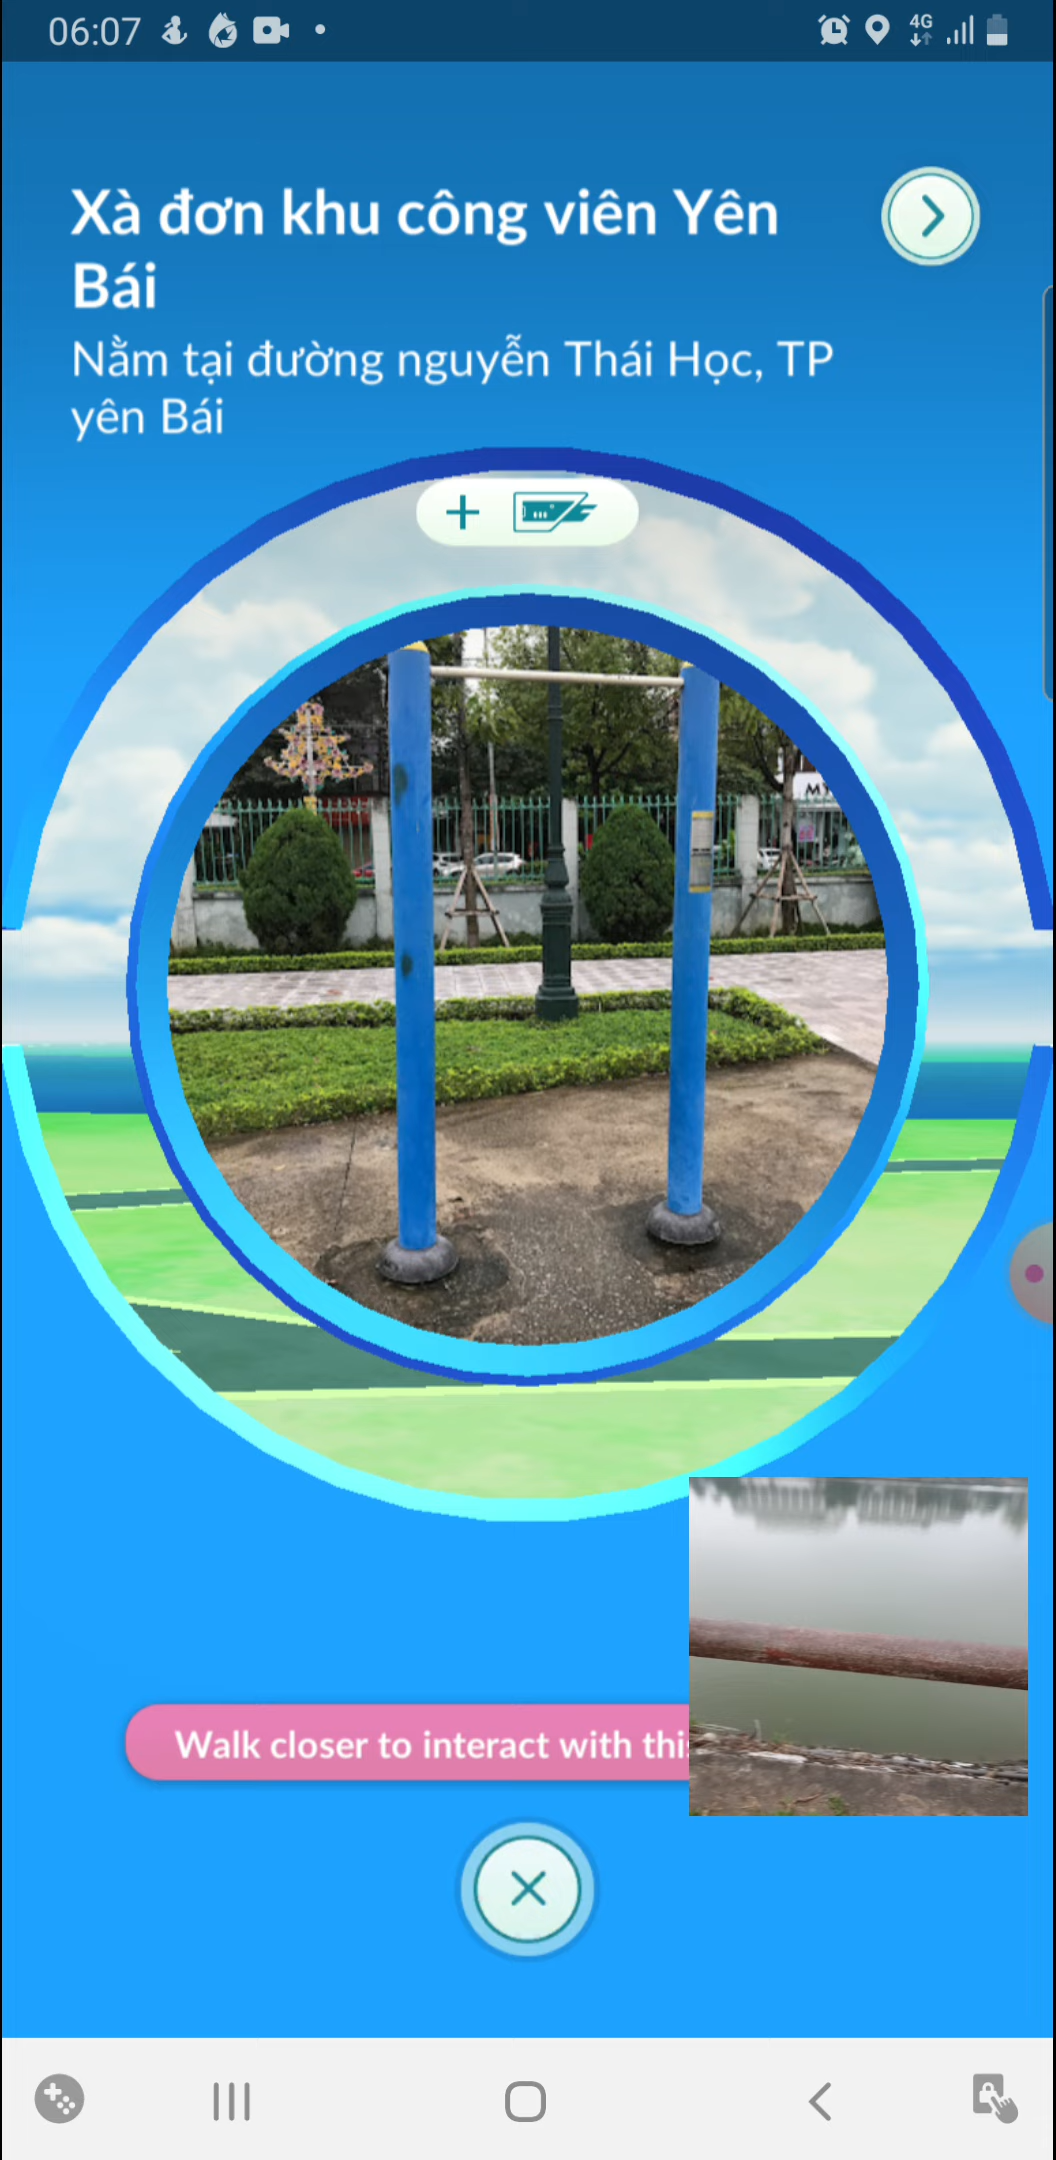 06:07
4G
Xà đơn khu công viên Yên
Bái
Nằm tại đường nguyễn Thái Học, TP
yên Bái
Walk closer to interact with